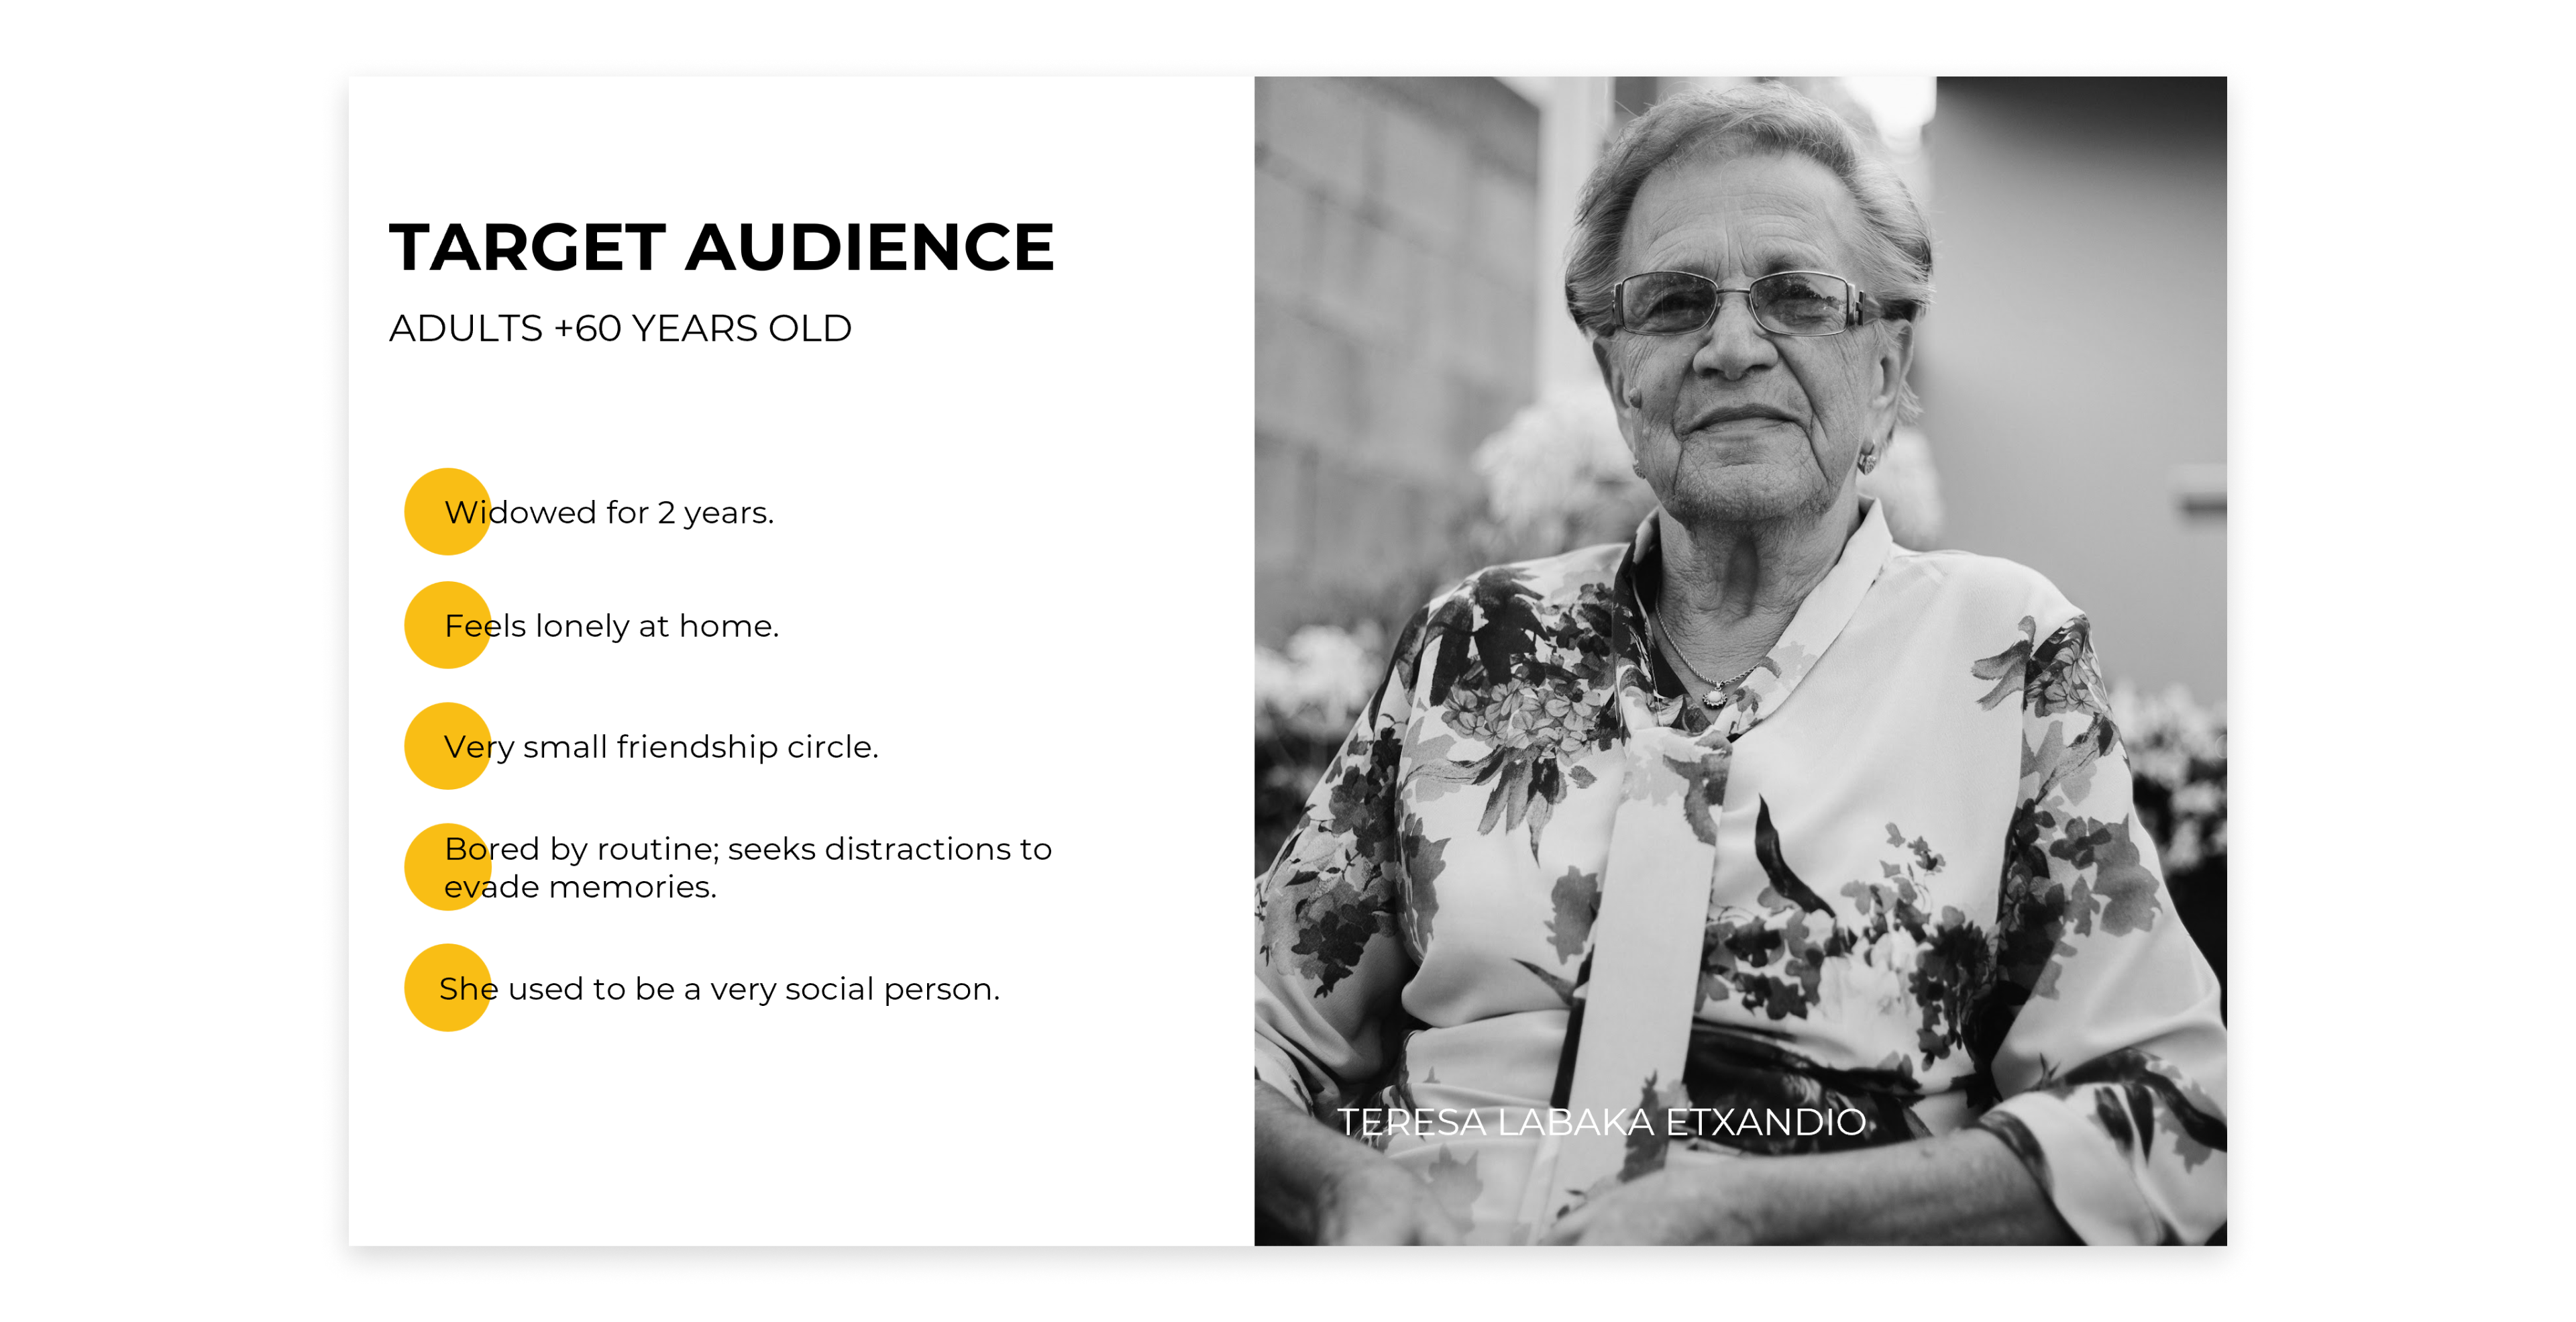 TARGET AUDIENCE
ADULTS +60 YEARS OLD
Widowed for 2 years.
Feels lonely at home.
Very small friendship circle.
Bored by routine; seeks distractions to
evade memories.
She used to be a very social person.
TERESA LABAKA ETXANDIO